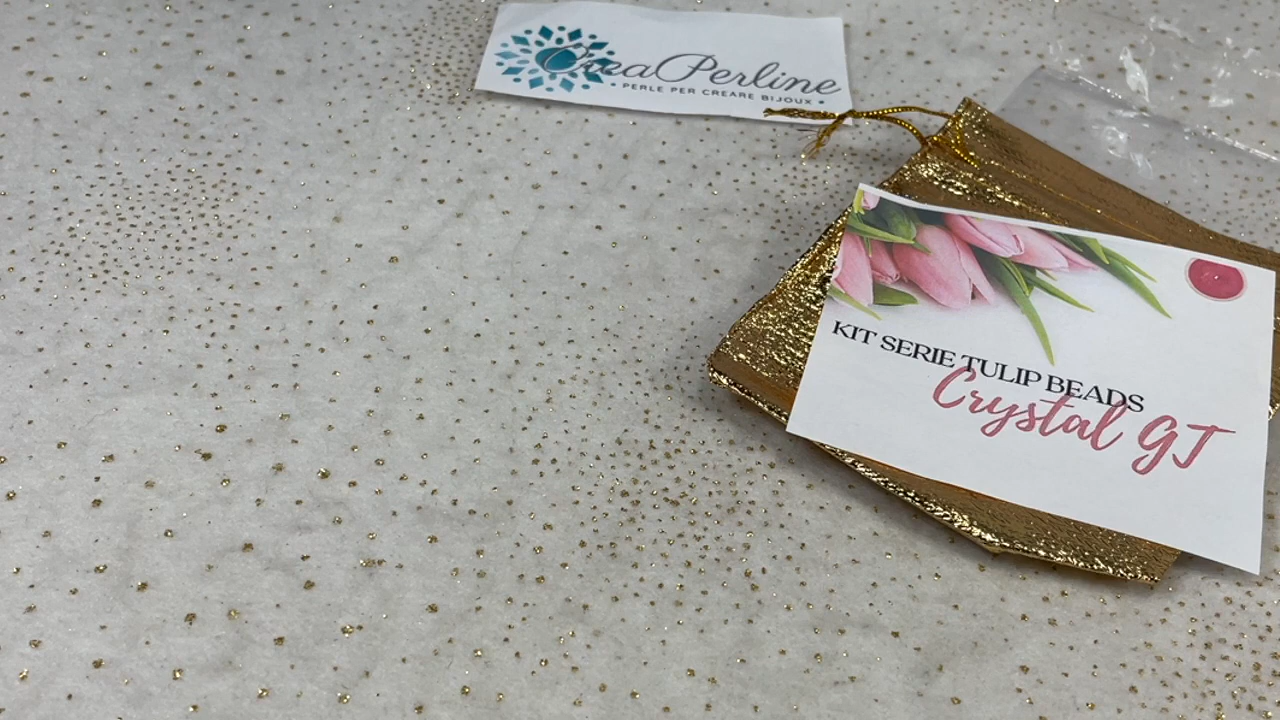 CreaPerline
• PERLE PER CREARE BIJOUX •
KIT SERIE TULIP BEADS
Crystal GT